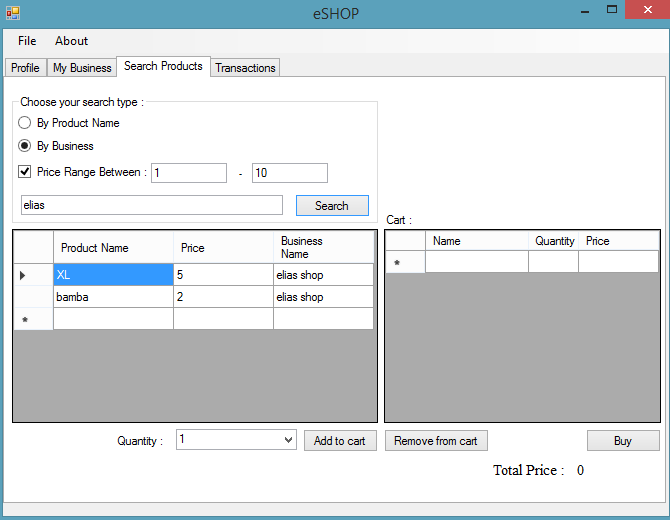 eSHOP
File About
Profile My Business Search Products Transactions
Choose your search type :
By Product Name
By Business
Price Range Between : 1 - 10
elias Search
Cart :
Product Name Price Business Name
XL 5 elias shop
bamba 2 elias shop
*
Name Quantity Price
*
Quantity : 1 Add to cart Remove from cart Buy
Total Price : 0